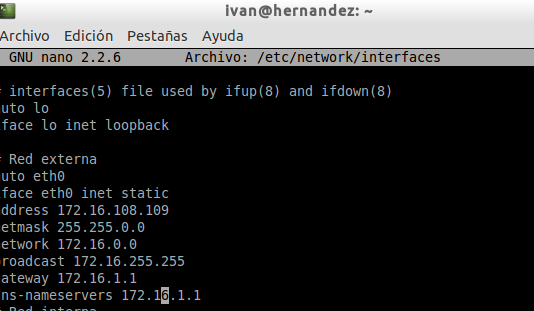 ivan@hernandez: ~
Archivo Edición Pestañas Ayuda
GNU nano 2.2.6 Archivo: /etc/network/interfaces
# interfaces(5) file used by ifup(8) and ifdown(8)
uto lo
face lo inet loopback
# Red externa
uto eth0
face eth0 inet static
ddress 172.16.108.109
etmask 255.255.0.0
etwork 172.16.0.0
roadcast 172.16.255.255
ateway 172.16.1.1
ns-nameservers 172.16.1.1
# Red interna